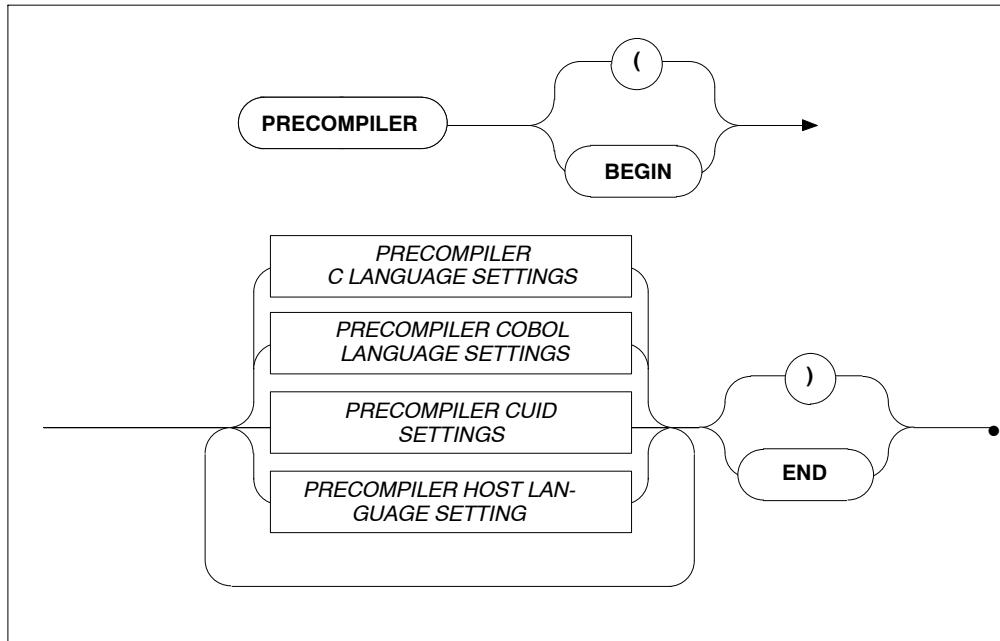 (
PRECOMPILER
BEGIN
PRECOMPILER
C LANGUAGE SETTINGS
PRECOMPILER COBOL
LANGUAGE SETTINGS
PRECOMPILER CUID
SETTINGS
PRECOMPILER HOST LAN-
GUAGE SETTING
)
END